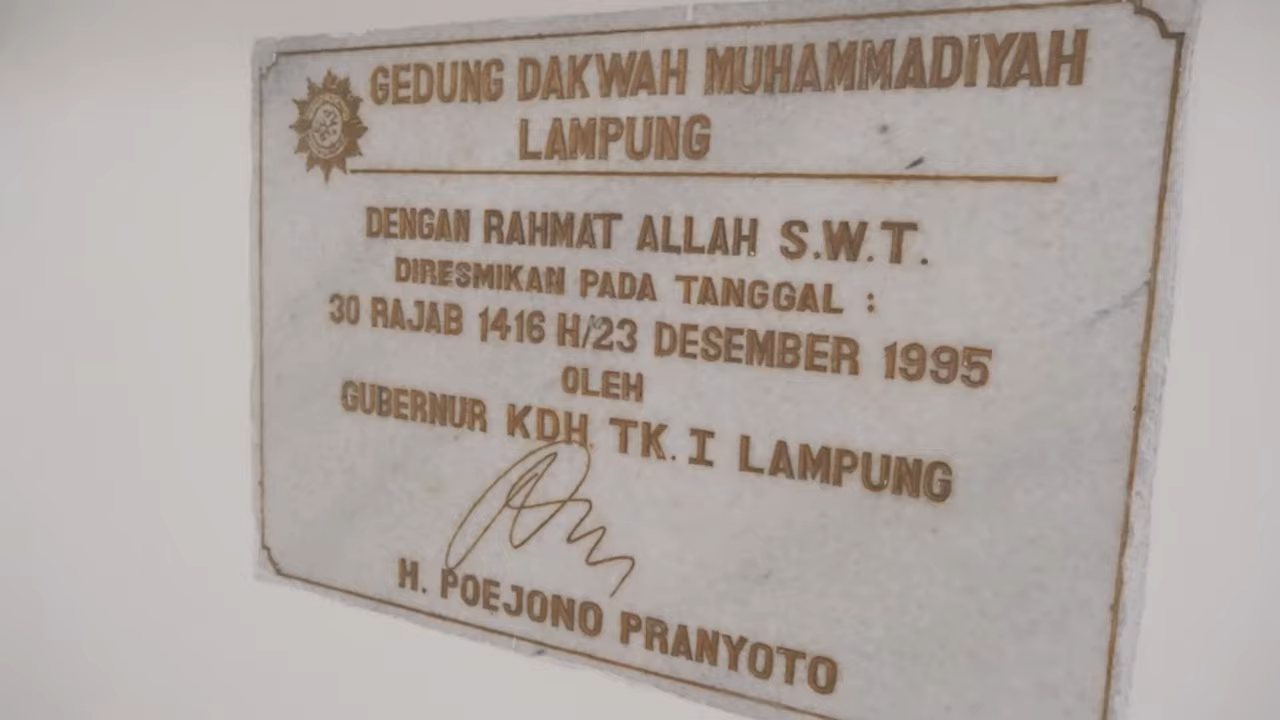 GEDUNG DAKWAH MUHAMMADIYAH
LAMPUNG
DENGAN RAHMAT ALLAH S.W.T.
DIRESMIKAN PADA TANGGAL :
30 RAJAB 1416 H/23 DESEMBER 1995
OLEH
GUBERNUR KDH. TK. I LAMPUNG
H. POEJONO PRANYOTO